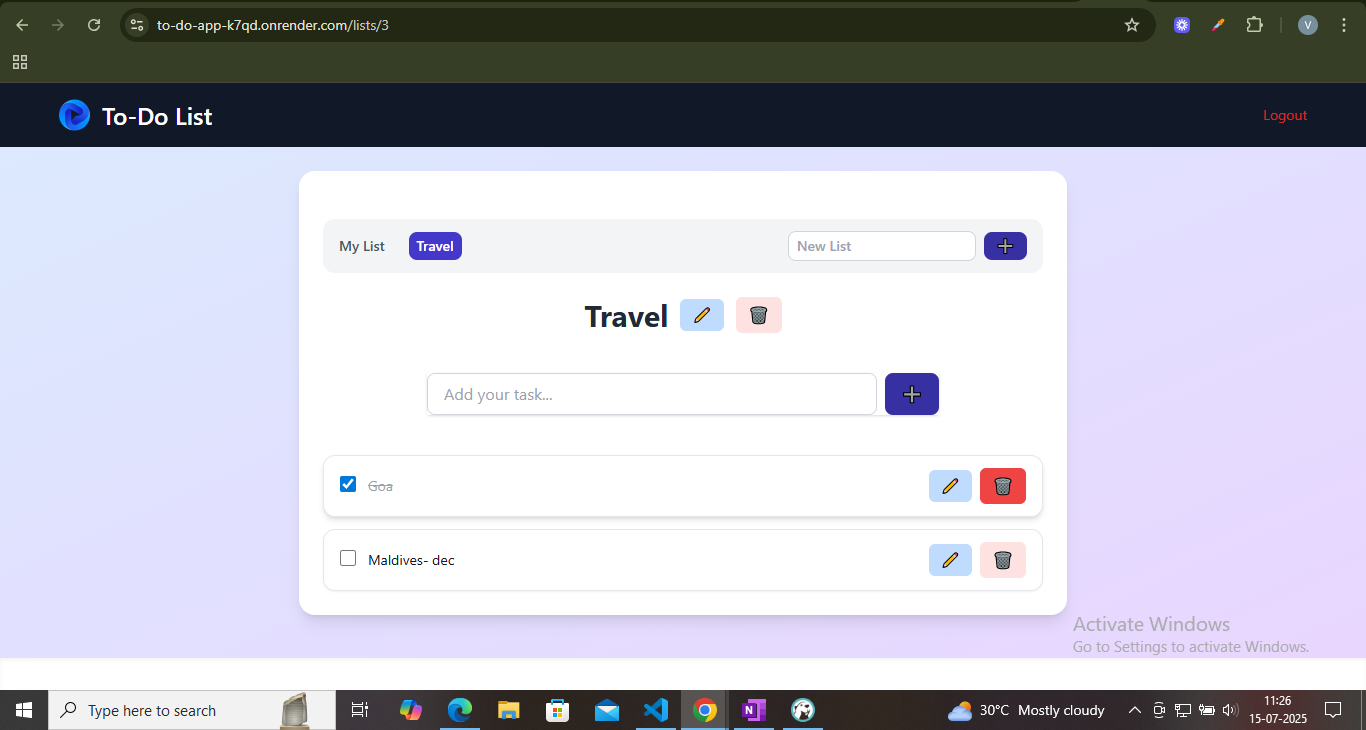 to-do-app-k7qd.onrender.com/lists/3
V
To-Do List
Logout
My List
Travel
New List
Travel
Add your task...
Goa
Maldives- dec
Activate Windows
Go to Settings to activate Windows.
Type here to search
N
30°C Mostly cloudy
11:26
15-07-2025